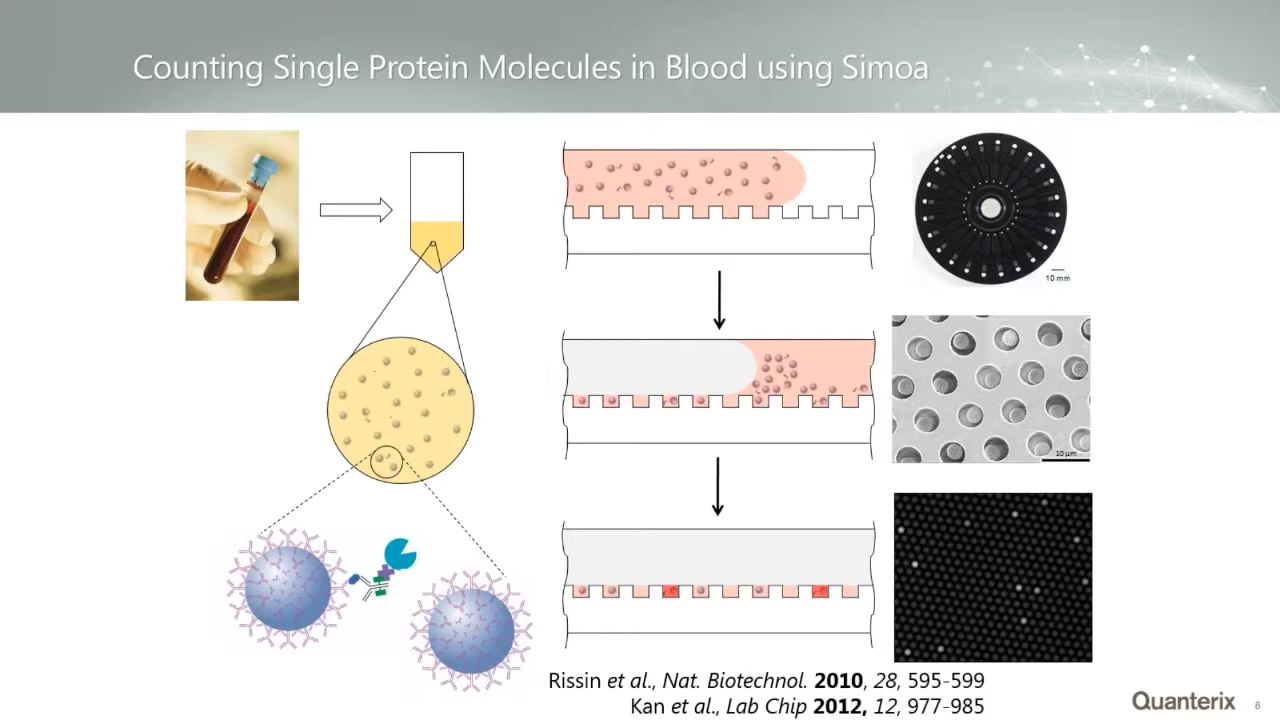 Counting Single Protein Molecules in Blood using Simoa
10 mm
10 µm
Rissin et al., Nat. Biotechnol. 2010, 28, 595-599
Kan et al., Lab Chip 2012, 12, 977-985
Quanterix
8